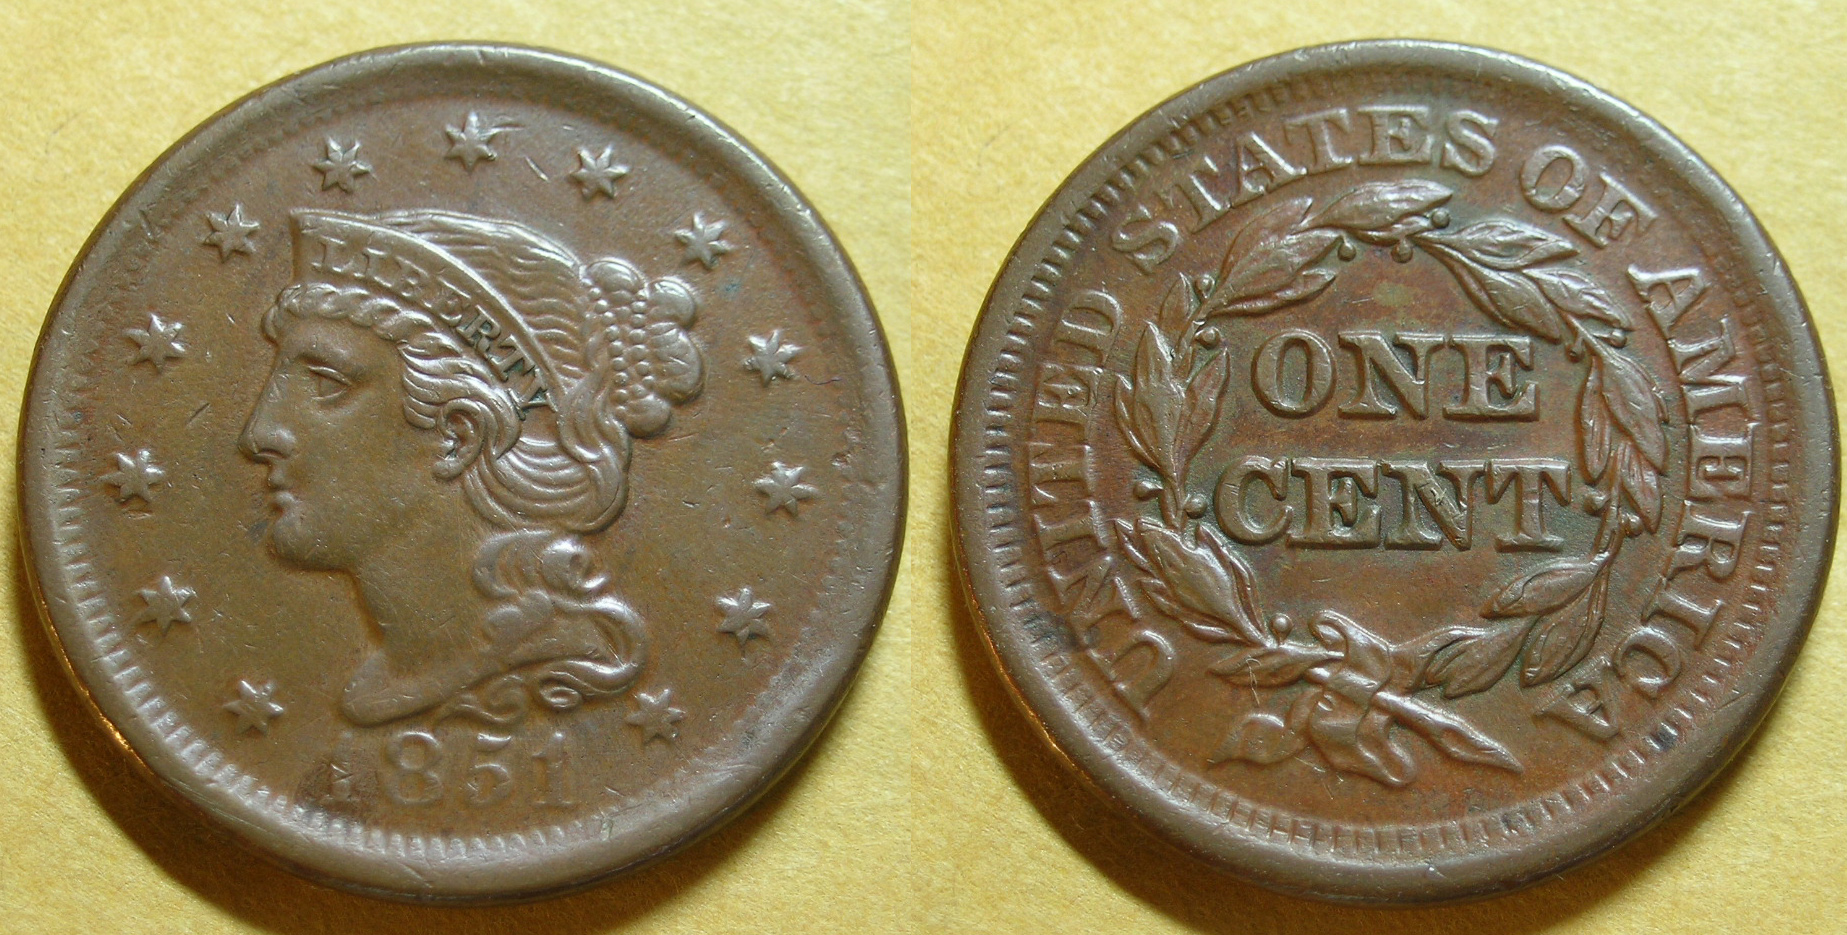 LIBERTY
1851
UNITED STATES OF AMERICA
ONE
CENT